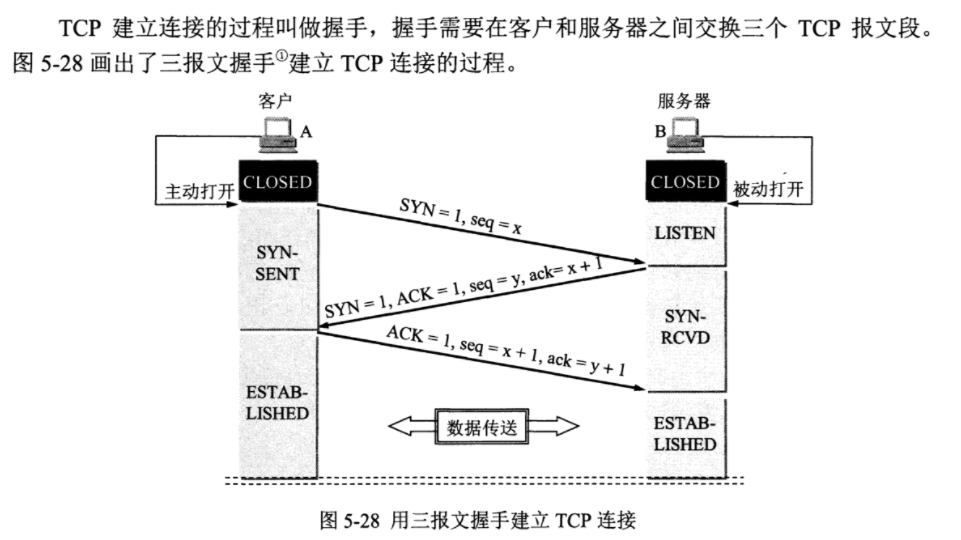 TCP 建立连接的过程叫做握手，握手需要在客户和服务器之间交换三个 TCP 报文段。
图 5-28 画出了三报文握手①建立 TCP 连接的过程。
客户
服务器
A
B
CLOSED
CLOSED
主动打开
被动打开
SYN = 1, seq = x
LISTEN
SYN-
SENT
SYN = 1, ACK = 1, seq = y, ack= x + 1
SYN-
RCVD
ACK = 1, seq = x + 1, ack = y + 1
ESTAB-
LISHED
数据传送
ESTAB-
LISHED
图 5-28 用三报文握手建立 TCP 连接